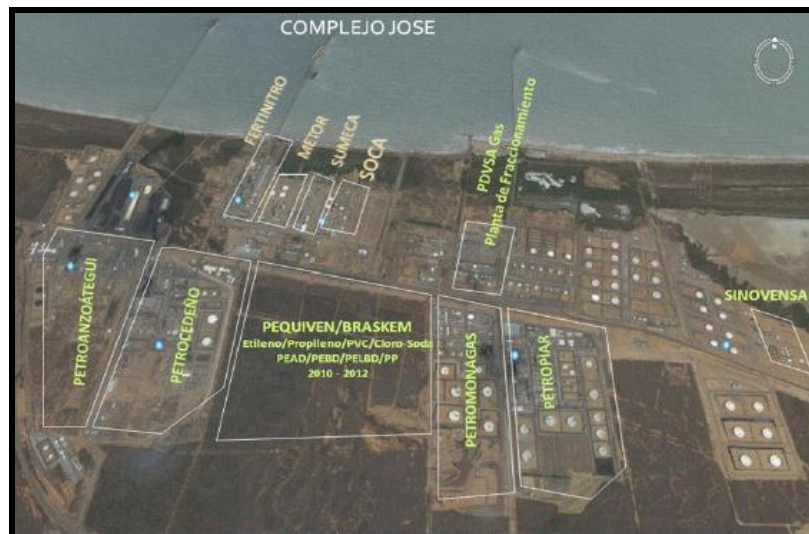 COMPLEJO JOSE
N
FERTINITRO
METOR
SUMECA
SOCA
PDVSA Gas
Planta de Fraccionamiento
SINOVENSA
PETROANZOÁTEGUI
PETROCEDEÑO
PEQUIVEN/BRASKEM
Etileno/Propileno/PVC/Cloro-Soda
PEAD/PEBD/PELBD/PP
2010 - 2012
PETROMONAGAS
PETROPIAR